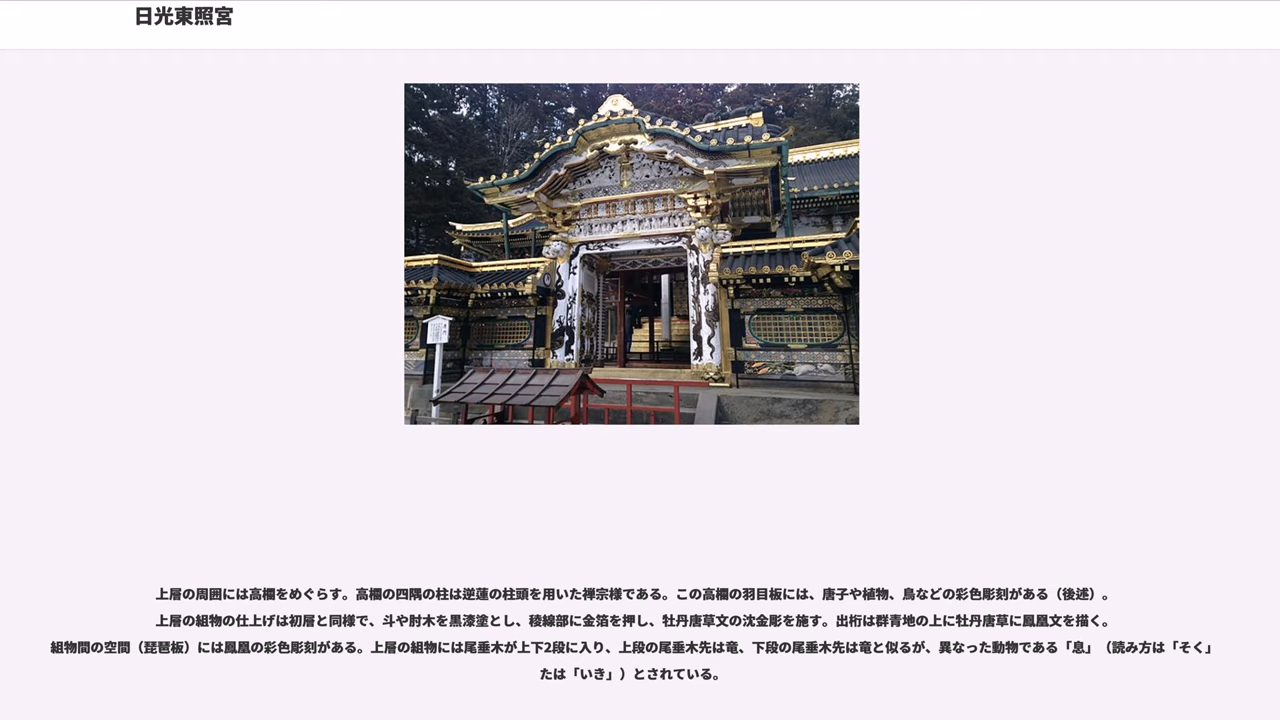 日光東照宮
上層の周囲には高欄をめぐらす。高欄の四隅の柱は逆蓮の柱頭を用いた禅宗様である。この高欄の羽目板には、唐子や植物、鳥などの彩色彫刻がある（後述）。
上層の組物の仕上げは初層と同様で、斗や肘木を黒漆塗とし、稜線部に金箔を押し、牡丹唐草文の沈金彫を施す。出桁は群青地の上に牡丹唐草に鳳凰文を描く。
組物間の空間（琵琶板）には鳳凰の彩色彫刻がある。上層の組物には尾垂木が上下2段に入り、上段の尾垂木先は竜、下段の尾垂木先は竜と似るが、異なった動物である「息」（読み方は「そく」
たは「いき」）とされている。